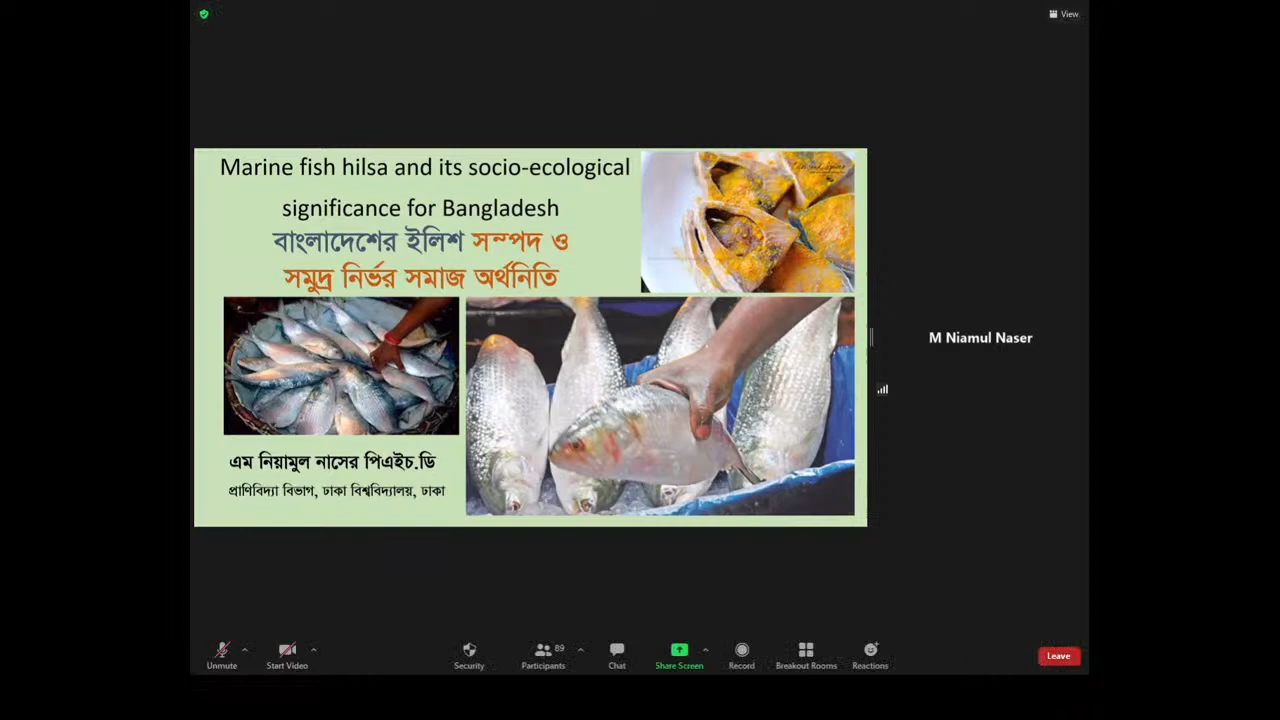 View
Marine fish hilsa and its socio-ecological
significance for Bangladesh
বাংলাদেশের ইলিশ সম্পদ ও
সমুদ্র নির্ভর সমাজ অর্থনিতি
এম নিয়ামুল নাসের পিএইচ.ডি
প্রাণিবিদ্যা বিভাগ, ঢাকা বিশ্ববিদ্যালয়, ঢাকা
M Niamul Naser
89
Unmute
Start Video
Security
Participants
Chat
Share Screen
Record
Breakout Rooms
Reactions
Leave